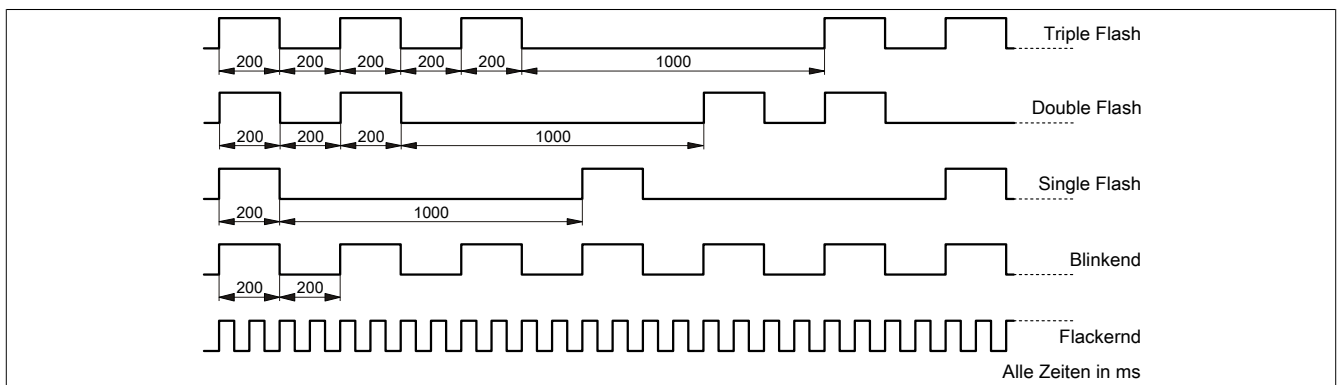 Triple Flash
200 200 200 200 200 1000
Double Flash
200 200 200 1000
Single Flash
200 1000
Blinkend
200 200
Flackernd
Alle Zeiten in ms